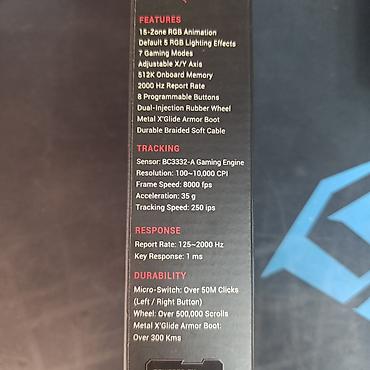 FEATURES
15-Zone RGB Animation
Default 5 RGB Lighting Effects
7 Gaming Modes
Adjustable X/Y Axis
512K Onboard Memory
2000 Hz Report Rate
8 Programmable Buttons
Dual-Injection Rubber Wheel
Metal X'Glide Armor Boot
Durable Braided Soft Cable
TRACKING
Sensor: BC3332-A Gaming Engine
Resolution: 100~10,000 CPI
Frame Speed: 8000 fps
Acceleration: 35 g
Tracking Speed: 250 ips
RESPONSE
Report Rate: 125~2000 Hz
Key Response: 1 ms
DURABILITY
Micro-Switch: Over 50M Clicks
(Left / Right Button)
Wheel: Over 500,000 Scrolls
Metal X'Glide Armor Boot:
Over 300 Kms